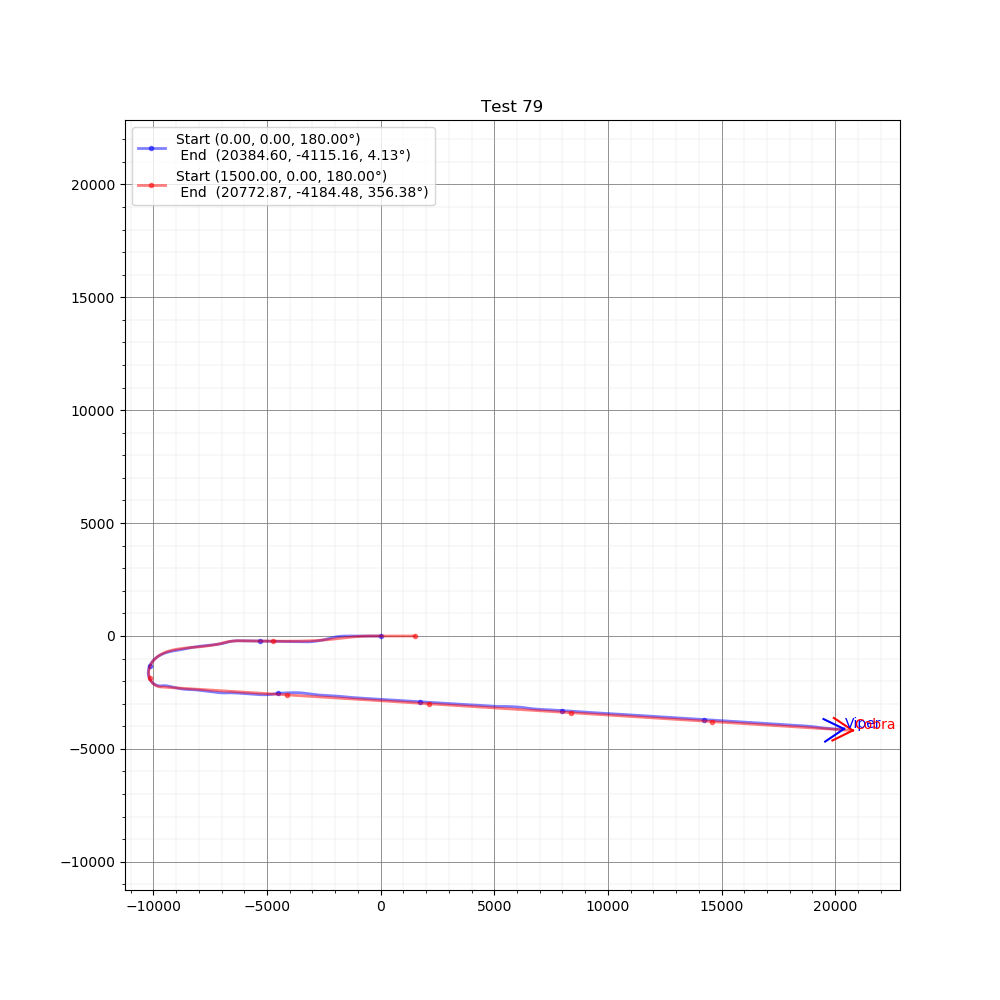 Test 79
Start (0.00, 0.00, 180.00°)
End (20384.60, -4115.16, 4.13°)
Start (1500.00, 0.00, 180.00°)
End (20772.87, -4184.48, 356.38°)
20000
15000
10000
5000
0
−5000
−10000
Viper
Cobra
−10000 −5000 0 5000 10000 15000 20000